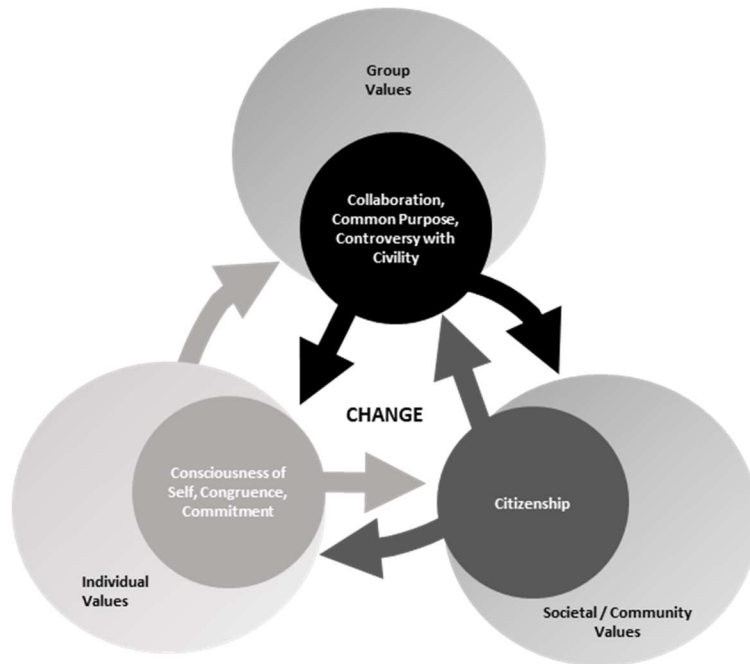 Group
Values
Collaboration,
Common Purpose,
Controversy with
Civility
CHANGE
Consciousness of
Self, Congruence,
Commitment
Citizenship
Individual
Values
Societal / Community
Values